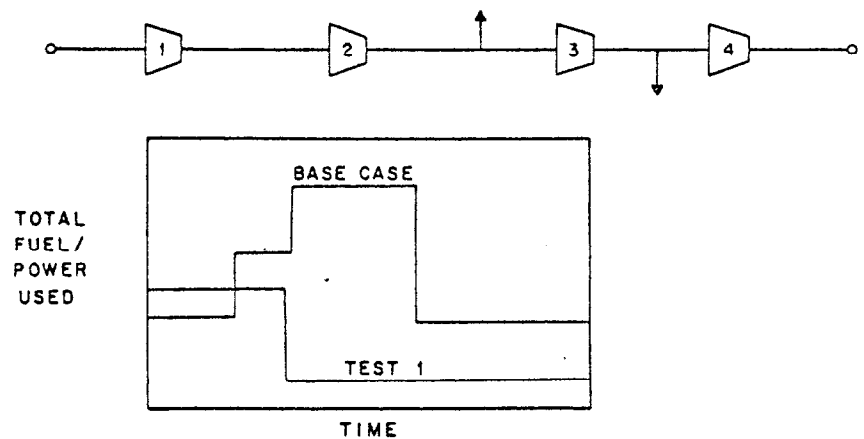 1
2
3
4
BASE CASE
TOTAL
FUEL/
POWER
USED
TEST 1
TIME